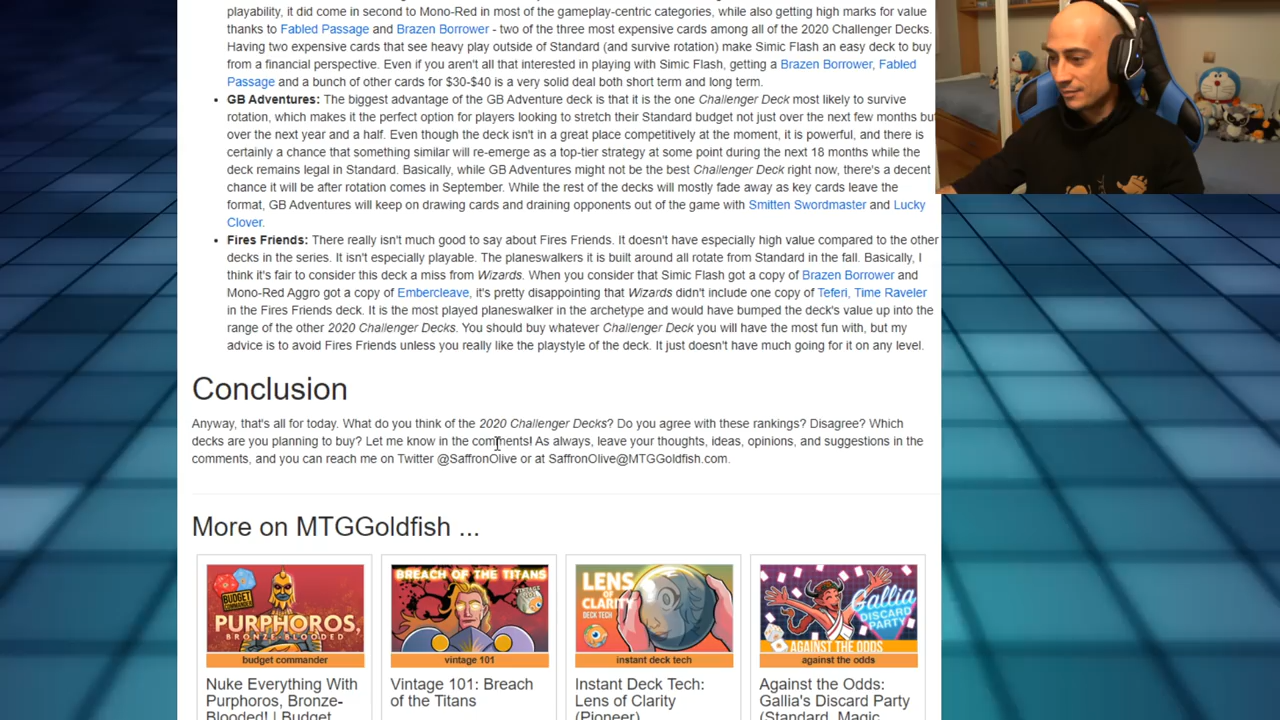 playability, it did come in second to Mono-Red in most of the gameplay-centric categories, while also getting high marks for value
thanks to Fabled Passage and Brazen Borrower - two of the three most expensive cards among all of the 2020 Challenger Decks.
Having two expensive cards that see heavy play outside of Standard (and survive rotation) make Simic Flash an easy deck to buy
from a financial perspective. Even if you aren't all that interested in playing with Simic Flash, getting a Brazen Borrower, Fabled
Passage and a bunch of other cards for $30-$40 is a very solid deal both short term and long term.
• GB Adventures: The biggest advantage of the GB Adventure deck is that it is the one Challenger Deck most likely to survive
rotation, which makes it the perfect option for players looking to stretch their Standard budget not just over the next few months but
over the next year and a half. Even though the deck isn't in a great place competitively at the moment, it is powerful, and there is
certainly a chance that something similar will re-emerge as a top-tier strategy at some point during the next 18 months while the
deck remains legal in Standard. Basically, while GB Adventures might not be the best Challenger Deck right now, there's a decent
chance it will be after rotation comes in September. While the rest of the decks will mostly fade away as key cards leave the
format, GB Adventures will keep on drawing cards and draining opponents out of the game with Smitten Swordmaster and Lucky
Clover.
• Fires Friends: There really isn't much good to say about Fires Friends. It doesn't have especially high value compared to the other
decks in the series. It isn't especially playable. The planeswalkers it is built around all rotate from Standard in the fall. Basically, I
think it's fair to consider this deck a miss from Wizards. When you consider that Simic Flash got a copy of Brazen Borrower and
Mono-Red Aggro got a copy of Embercleave, it's pretty disappointing that Wizards didn't include one copy of Teferi, Time Raveler
in the Fires Friends deck. It is the most played planeswalker in the archetype and would have bumped the deck's value up into the
range of the other 2020 Challenger Decks. You should buy whatever Challenger Deck you will have the most fun with, but my
advice is to avoid Fires Friends unless you really like the playstyle of the deck. It just doesn't have much going for it on any level.
Conclusion
Anyway, that's all for today. What do you think of the 2020 Challenger Decks? Do you agree with these rankings? Disagree? Which
decks are you planning to buy? Let me know in the comments! As always, leave your thoughts, ideas, opinions, and suggestions in the
comments, and you can reach me on Twitter @SaffronOlive or at SaffronOlive@MTGGoldfish.com.
More on MTGGoldfish ...
BUDGET
COMMANDER
PURPHOROS,
BRONZE-BLOODED
budget commander
Nuke Everything With
Purphoros, Bronze-
Blooded! | Budget
BREACH OF THE TITANS
vintage 101
Vintage 101: Breach
of the Titans
LENS
OF
CLARITY
DECK TECH
instant deck tech
Instant Deck Tech:
Lens of Clarity
(Pioneer)
Gallia
DISCARD
PARTY
AGAINST THE ODDS
against the odds
Against the Odds:
Gallia's Discard Party
(Standard, Magic